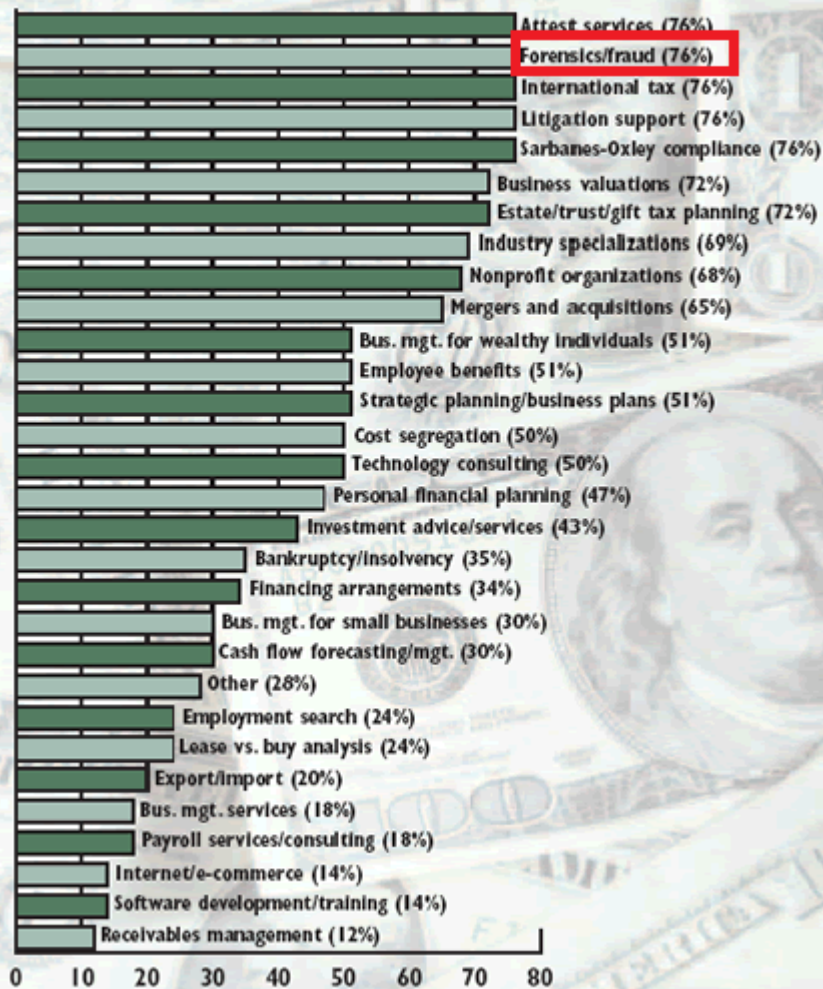 Attest services (76%)
Forensics/fraud (76%)
International tax (76%)
Litigation support (76%)
Sarbanes-Oxley compliance (76%)
Business valuations (72%)
Estate/trust/gift tax planning (72%)
Industry specializations (69%)
Nonprofit organizations (68%)
Mergers and acquisitions (65%)
Bus. mgt. for wealthy individuals (51%)
Employee benefits (51%)
Strategic planning/business plans (51%)
Cost segregation (50%)
Technology consulting (50%)
Personal financial planning (47%)
Investment advice/services (43%)
Bankruptcy/insolvency (35%)
Financing arrangements (34%)
Bus. mgt. for small businesses (30%)
Cash flow forecasting/mgt. (30%)
Other (28%)
Employment search (24%)
Lease vs. buy analysis (24%)
Export/import (20%)
Bus. mgt. services (18%)
Payroll services/consulting (18%)
Internet/e-commerce (14%)
Software development/training (14%)
Receivables management (12%)
0 10 20 30 40 50 60 70 80